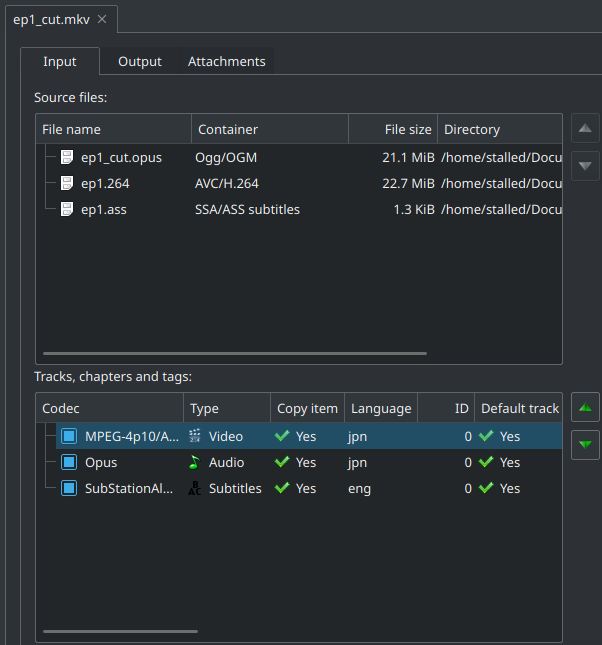 ep1_cut.mkv
Input Output Attachments
Source files:
File name Container File size Directory
ep1_cut.opus Ogg/OGM 21.1 MiB /home/stalled/Docu
ep1.264 AVC/H.264 22.7 MiB /home/stalled/Docu
ep1.ass SSA/ASS subtitles 1.3 KiB /home/stalled/Docu
Tracks, chapters and tags:
Codec Type Copy item Language ID Default track
MPEG-4p10/A... Video Yes jpn 0 Yes
Opus Audio Yes jpn 0 Yes
SubStationAl... Subtitles Yes eng 0 Yes